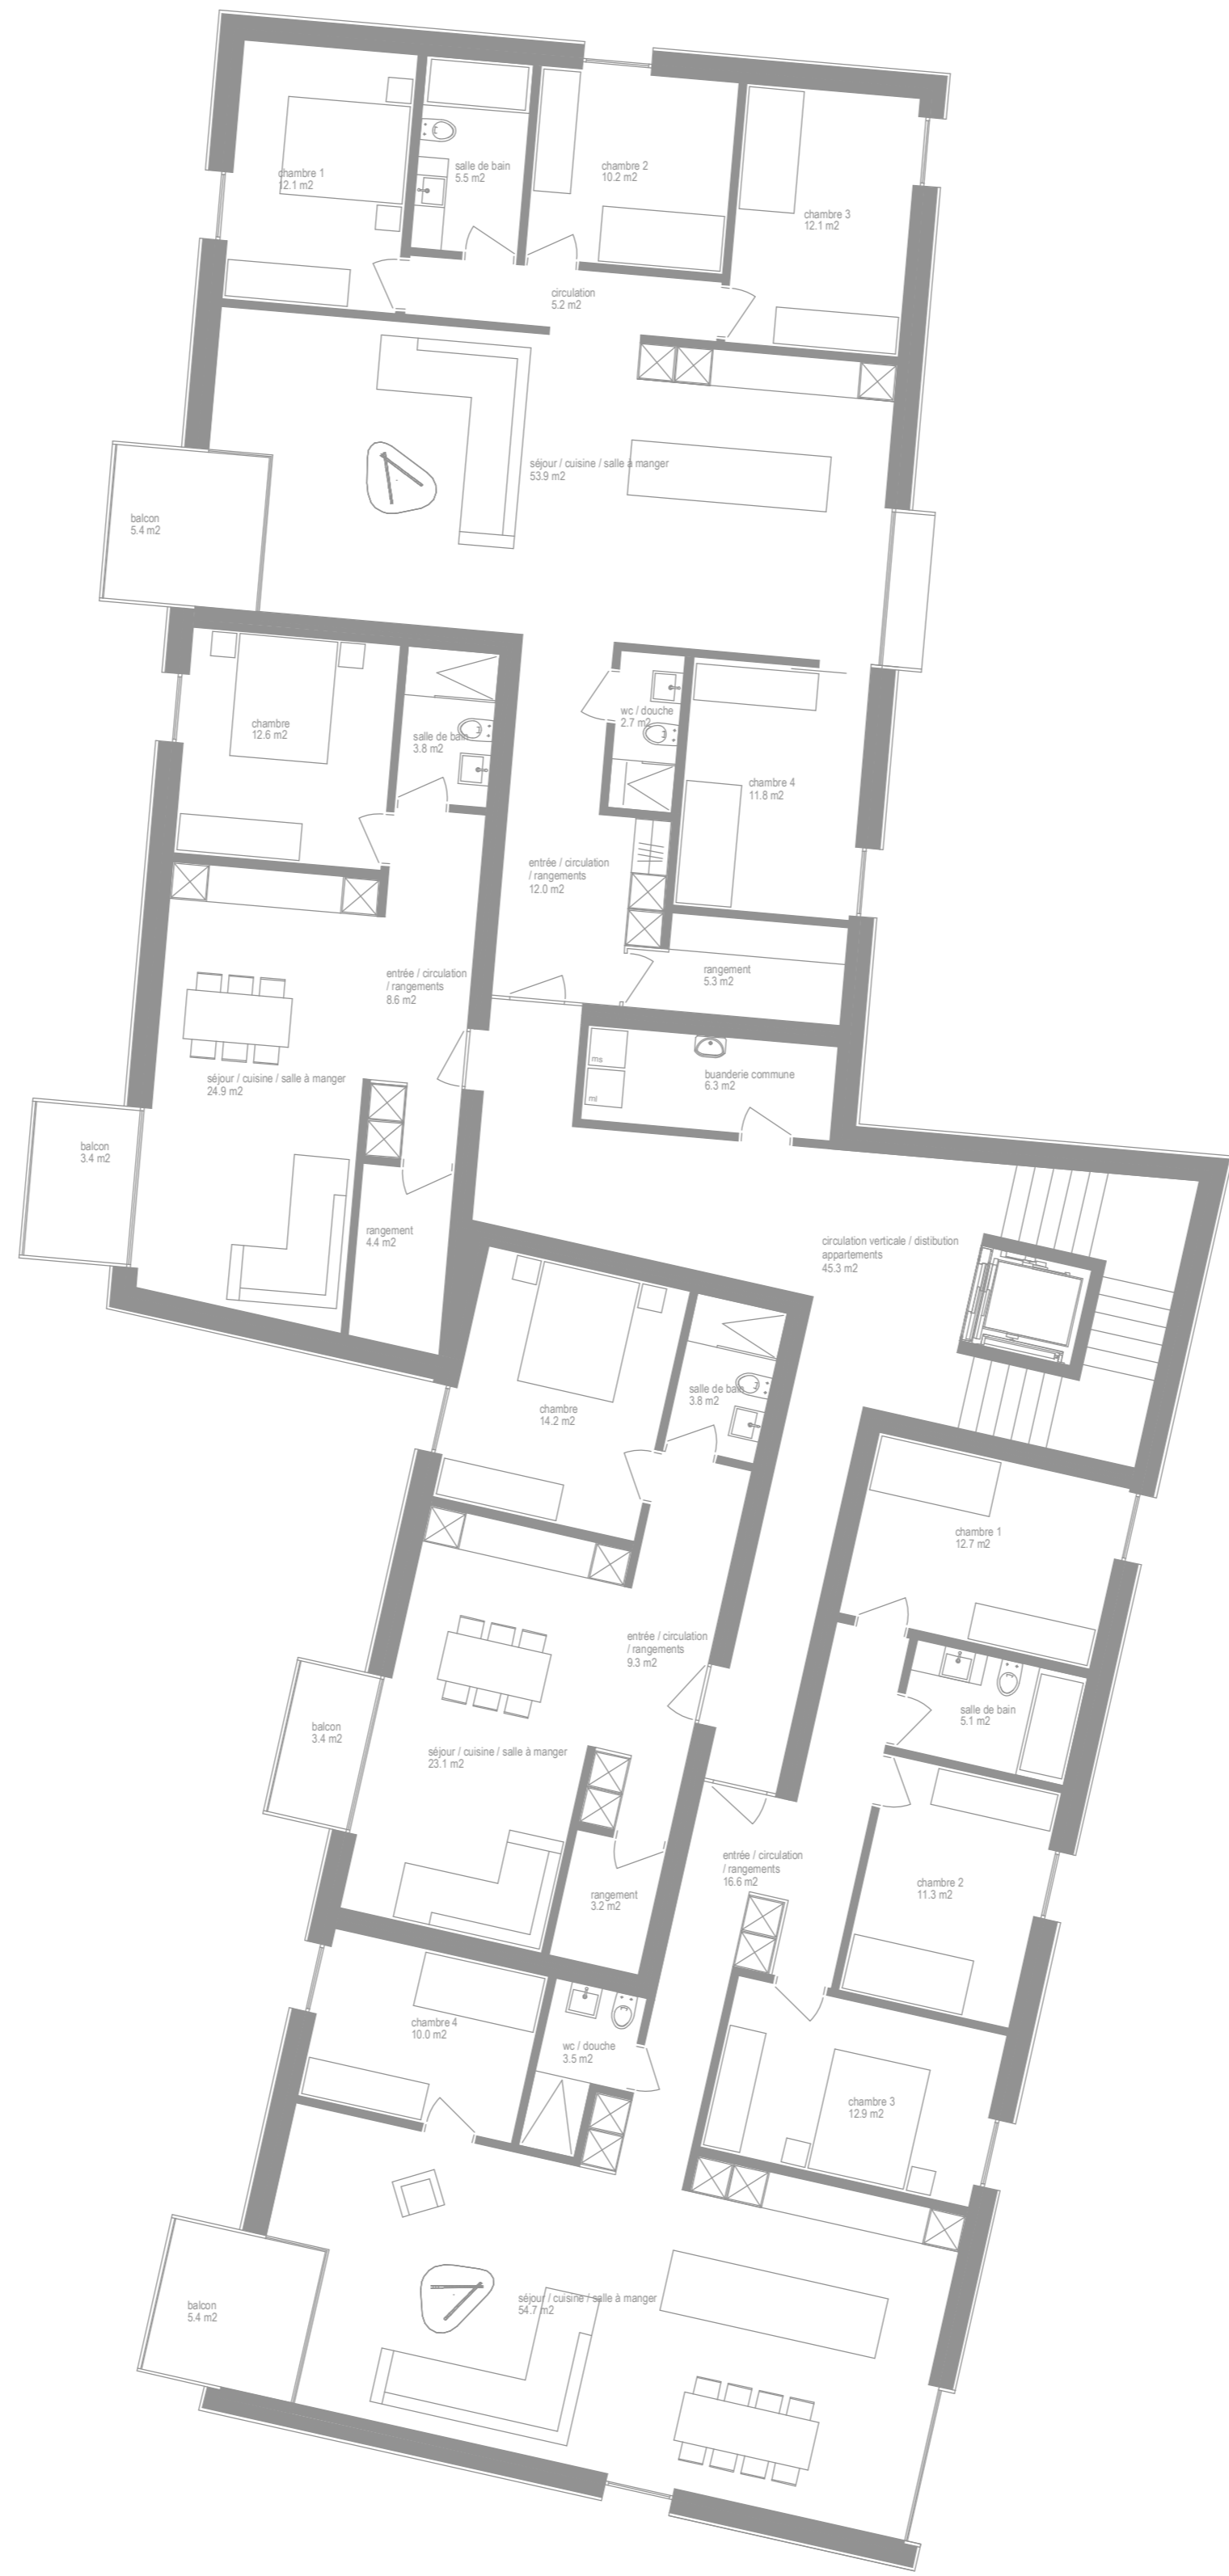 chambre 1
12.1 m2
salle de bain
5.5 m2
chambre 2
10.2 m2
chambre 3
12.1 m2
circulation
5.2 m2
séjour / cuisine / salle à manger
53.9 m2
balcon
5.4 m2
chambre
12.6 m2
salle de bain
3.8 m2
wc / douche
2.7 m2
chambre 4
11.8 m2
entrée / circulation
/ rangements
12.0 m2
rangement
5.3 m2
entrée / circulation
/ rangements
8.6 m2
séjour / cuisine / salle à manger
24.9 m2
ms
ml
buanderie commune
6.3 m2
balcon
3.4 m2
rangement
4.4 m2
circulation verticale / distibution
appartements
45.3 m2
chambre
14.2 m2
salle de bain
3.8 m2
chambre 1
12.7 m2
entrée / circulation
/ rangements
9.3 m2
salle de bain
5.1 m2
balcon
3.4 m2
séjour / cuisine / salle à manger
23.1 m2
entrée / circulation
/ rangements
16.6 m2
chambre 2
11.3 m2
rangement
3.2 m2
chambre 4
10.0 m2
wc / douche
3.5 m2
chambre 3
12.9 m2
séjour / cuisine / salle à manger
54.7 m2
balcon
5.4 m2